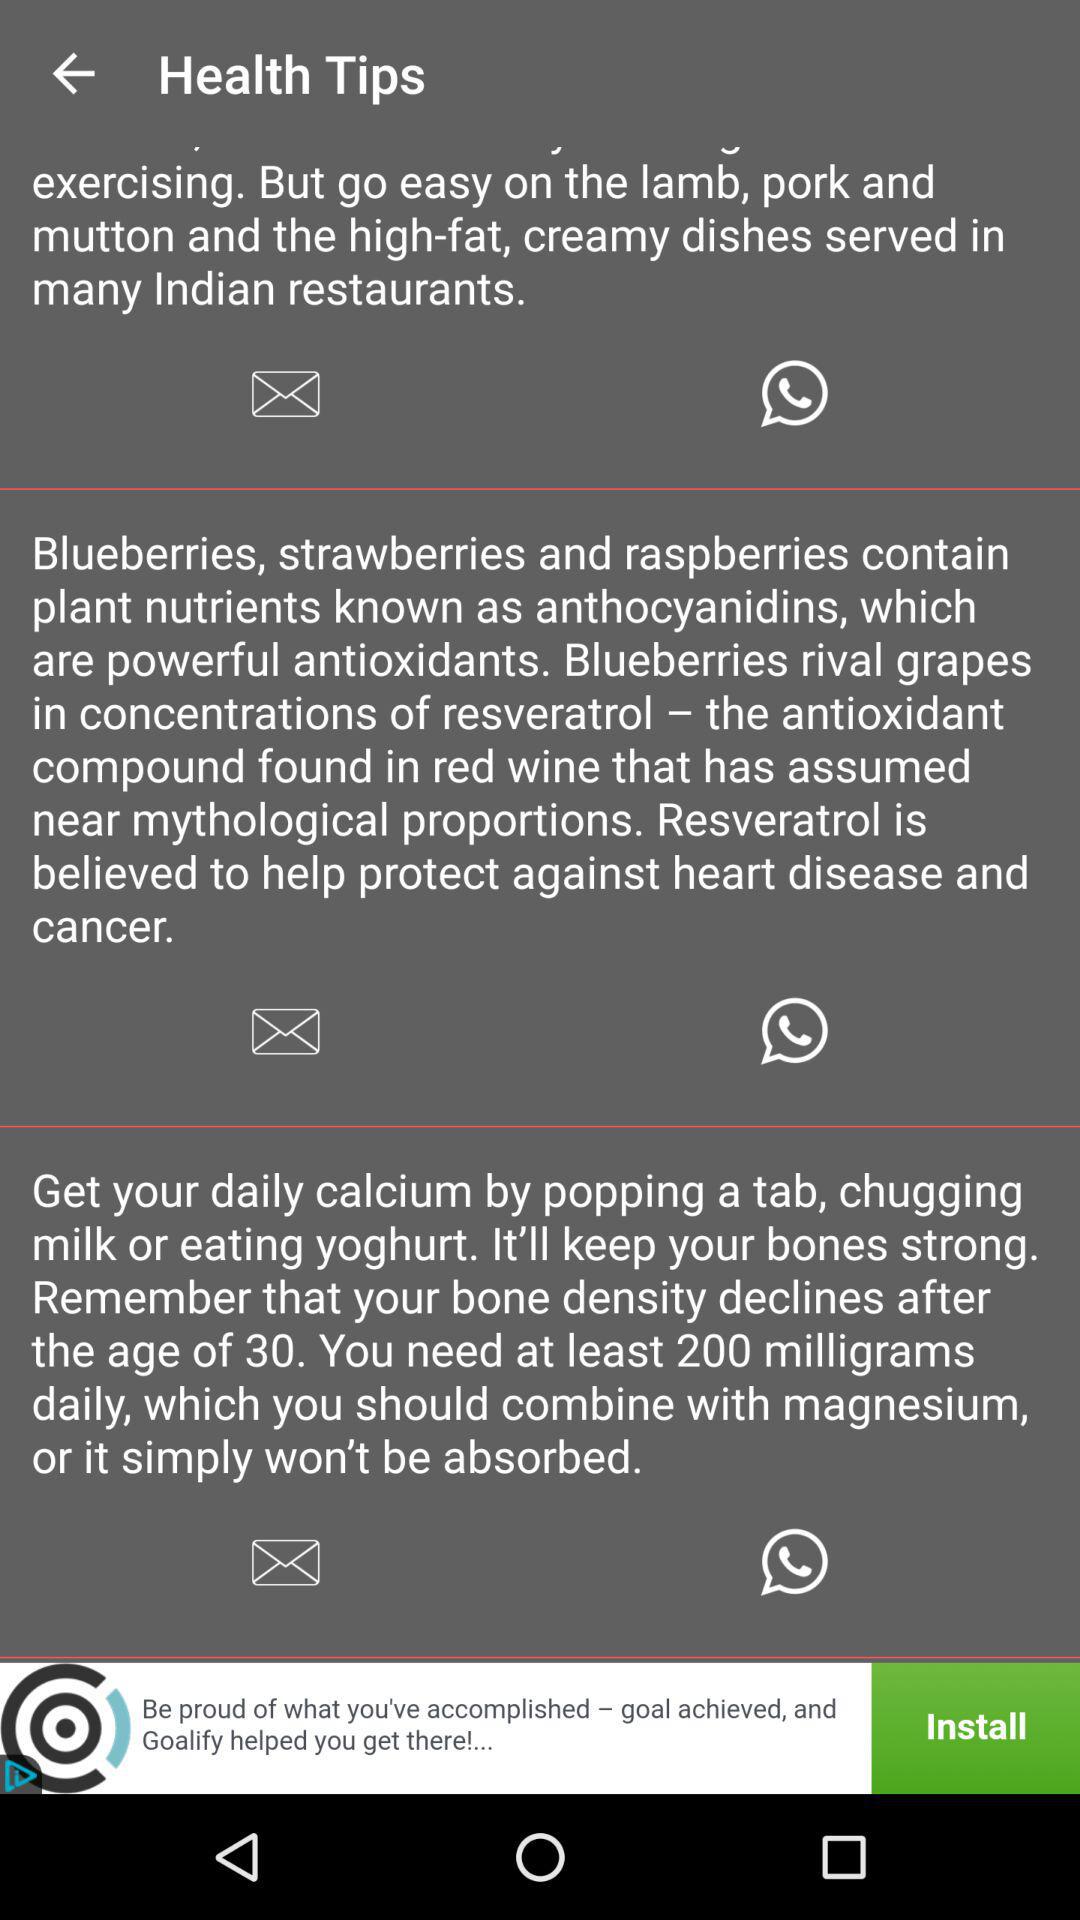 Health Tips
exercising. But go easy on the lamb, pork and
mutton and the high-fat, creamy dishes served in
many Indian restaurants.
Blueberries, strawberries and raspberries contain
plant nutrients known as anthocyanidins, which
are powerful antioxidants. Blueberries rival grapes
in concentrations of resveratrol – the antioxidant
compound found in red wine that has assumed
near mythological proportions. Resveratrol is
believed to help protect against heart disease and
cancer.
Get your daily calcium by popping a tab, chugging
milk or eating yoghurt. It’ll keep your bones strong.
Remember that your bone density declines after
the age of 30. You need at least 200 milligrams
daily, which you should combine with magnesium,
or it simply won’t be absorbed.
Be proud of what you've accomplished – goal achieved, and
Goalify helped you get there!...
Install